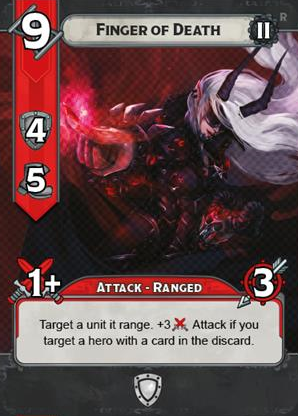 9
FINGER OF DEATH
II
R
4
5
1+
ATTACK - RANGED
3
Target a unit it range. +3 Attack if you
target a hero with a card in the discard.